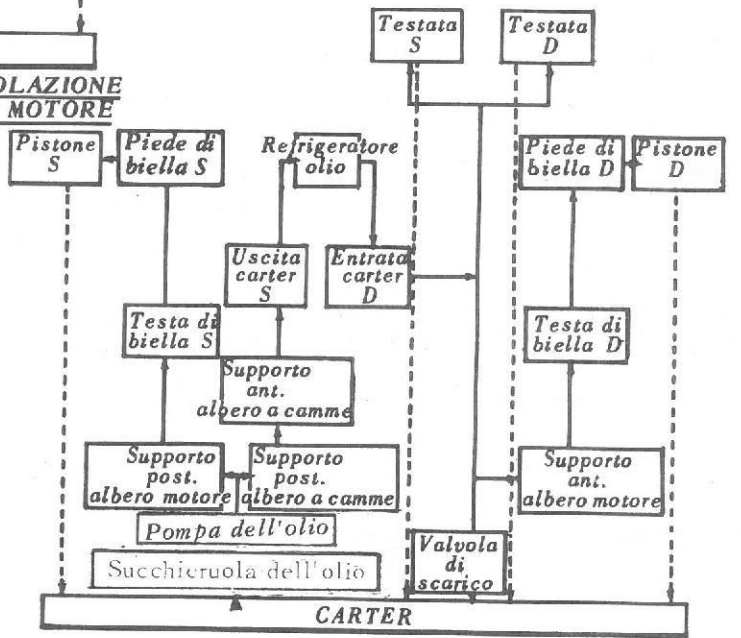 Testata
S
Testata
D
OLAZIONE
MOTORE
Pistone
S
Piede di
biella S
Refrigeratore
olio
Piede di
biella D
Pistone
D
Uscita
carter
S
Entrata
carter
D
Testa di
biella S
Testa di
biella D
Supporto
ant.
albero a camme
Supporto
post.
albero motore
Supporto
post.
albero a camme
Supporto
ant.
albero motore
Pompa dell'olio
Succhieruola dell'olio
Valvola
di
scarico
CARTER